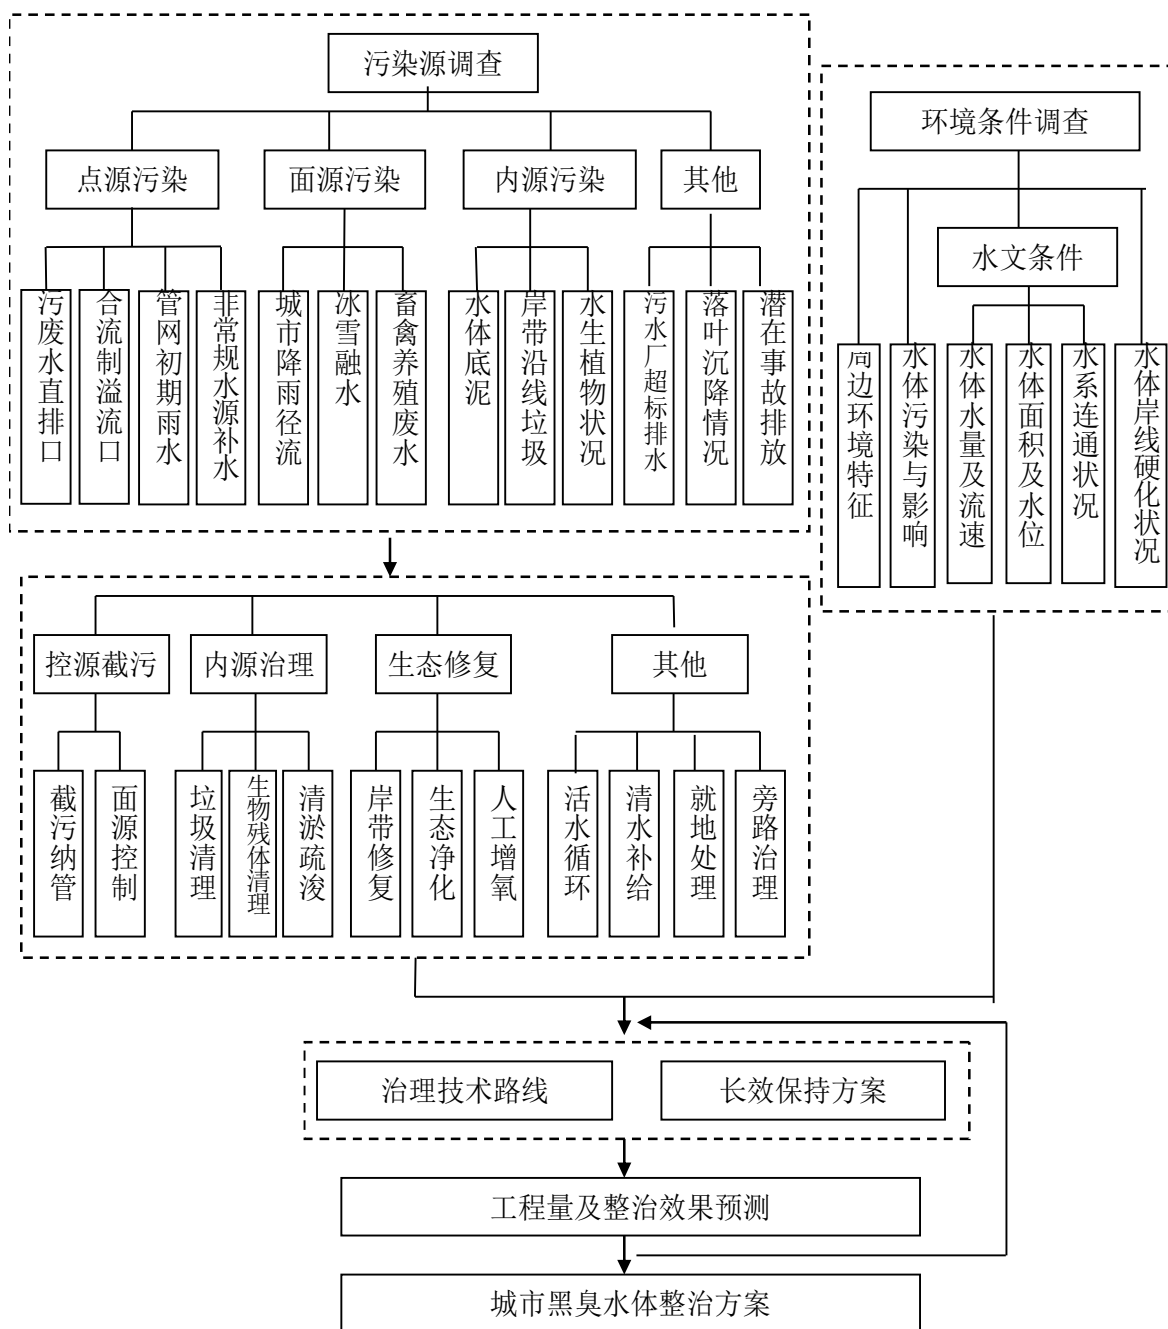 污染源调查
点源污染
面源污染
内源污染
其他
污废水直排口
合流制溢流口
管网初期雨水
非常规水源补水
城市降雨径流
冰雪融水
畜禽养殖废水
水体底泥
岸带沿线垃圾
水生植物状况
污水厂超标排水
落叶沉降情况
潜在事故排放
环境条件调查
水文条件
周边环境特征
水体污染与影响
水体水量及流速
水体面积及水位
水系连通状况
水体岸线硬化状况
控源截污
内源治理
生态修复
其他
截污纳管
面源控制
垃圾清理
生物残体清理
清淤疏浚
岸带修复
生态净化
人工增氧
活水循环
清水补给
就地处理
旁路治理
治理技术路线
长效保持方案
工程量及整治效果预测
城市黑臭水体整治方案